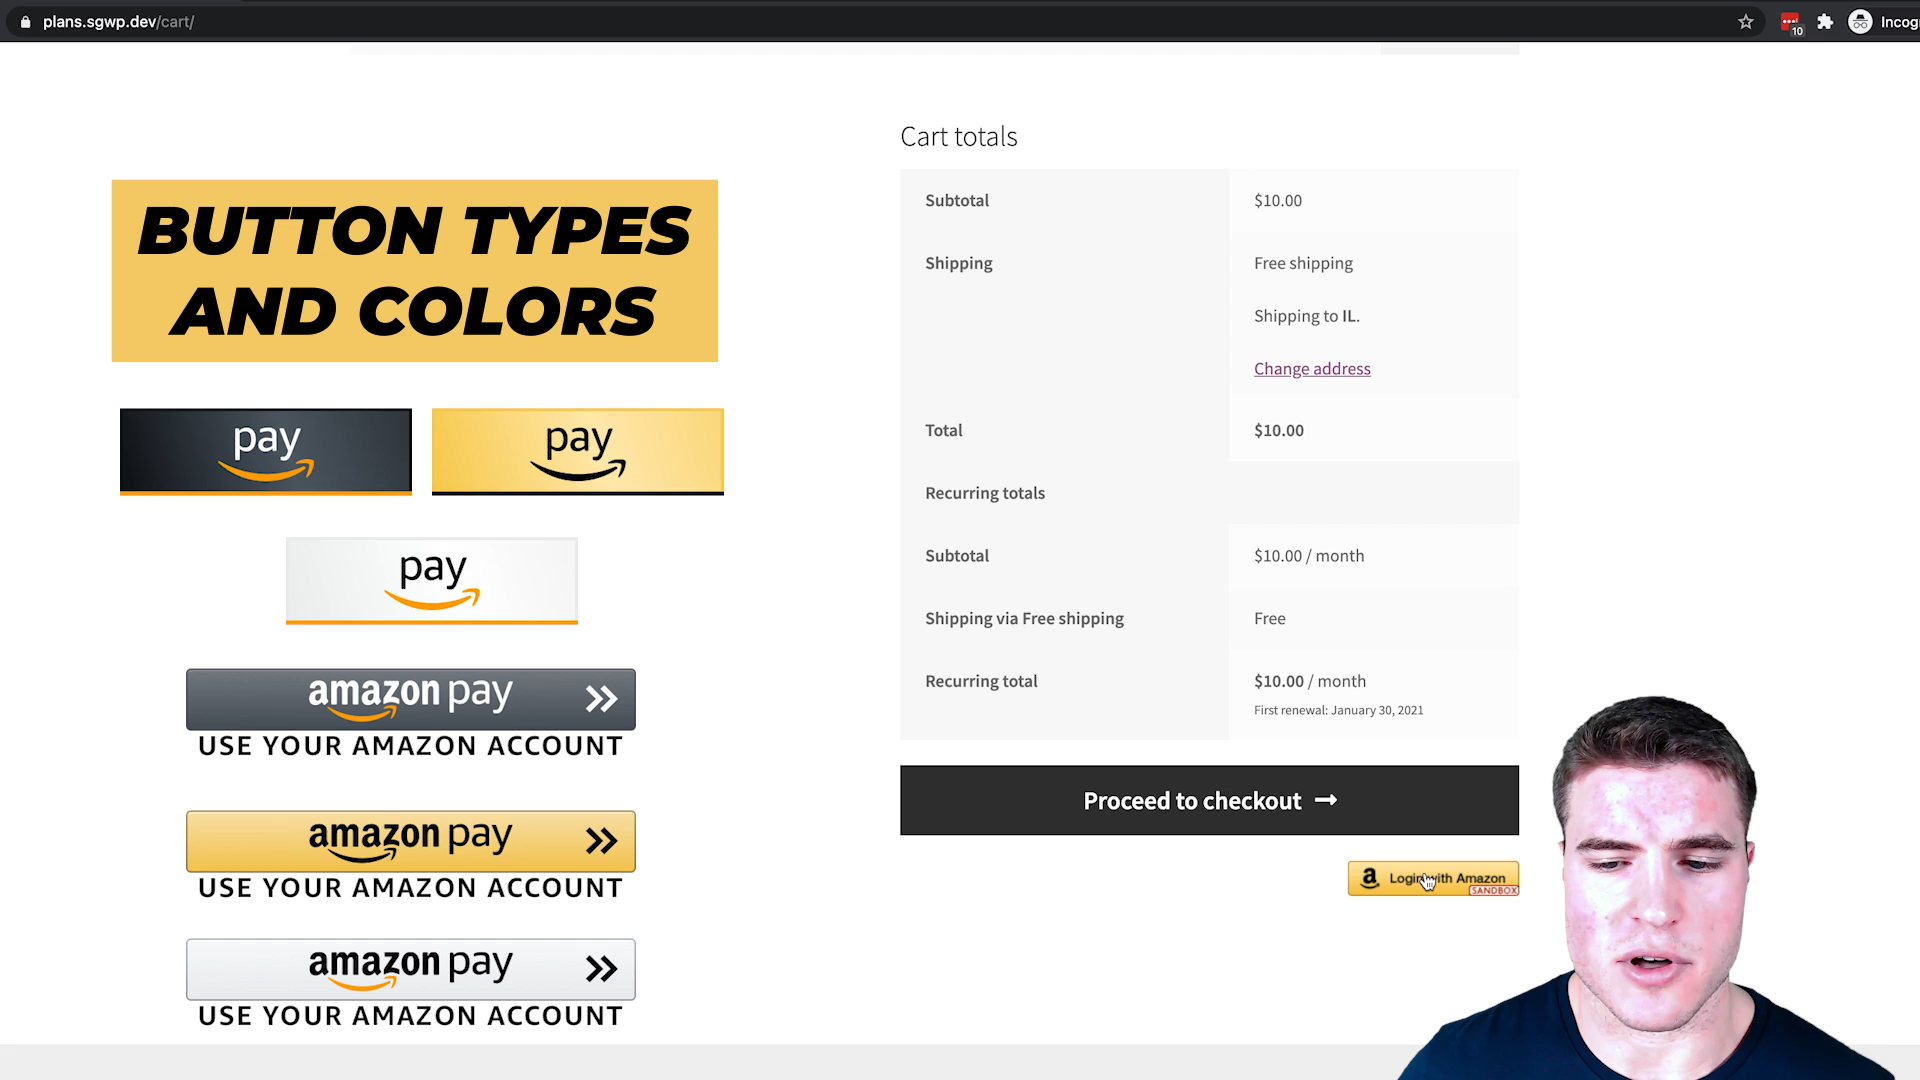 plans.sgwp.dev/cart/
10
Incog
Cart totals
Subtotal $10.00
Shipping Free shipping
Shipping to IL.
Change address
Total $10.00
Recurring totals
Subtotal $10.00 / month
Shipping via Free shipping Free
Recurring total $10.00 / month
First renewal: January 30, 2021
Proceed to checkout →
a Login with Amazon
SANDBOX
BUTTON TYPES
AND COLORS
pay
pay
pay
amazon pay
USE YOUR AMAZON ACCOUNT
amazon pay
USE YOUR AMAZON ACCOUNT
amazon pay
USE YOUR AMAZON ACCOUNT